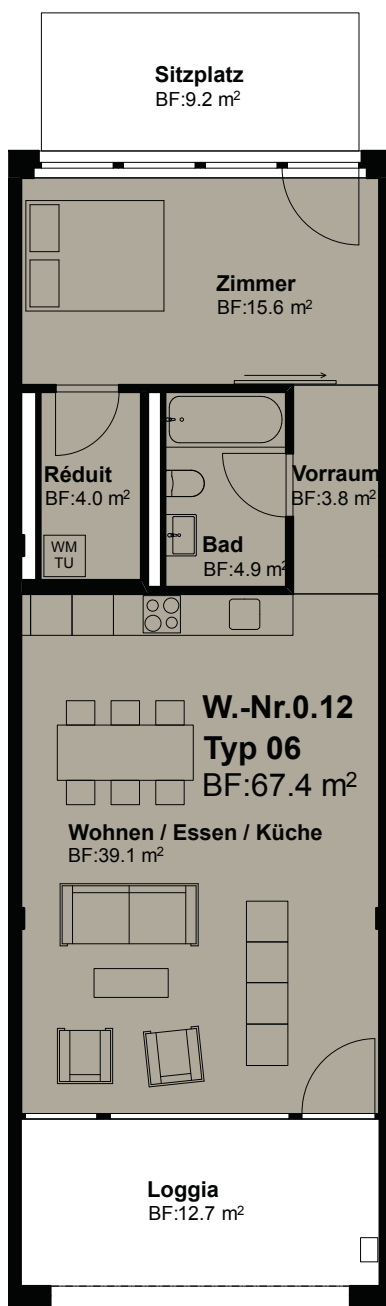 Sitzplatz
BF:9.2 m²
Zimmer
BF:15.6 m²
Réduit
BF:4.0 m²
Vorraum
BF:3.8 m²
WM
TU
Bad
BF:4.9 m²
W.-Nr.0.12
Typ 06
BF:67.4 m²
Wohnen / Essen / Küche
BF:39.1 m²
Loggia
BF:12.7 m²